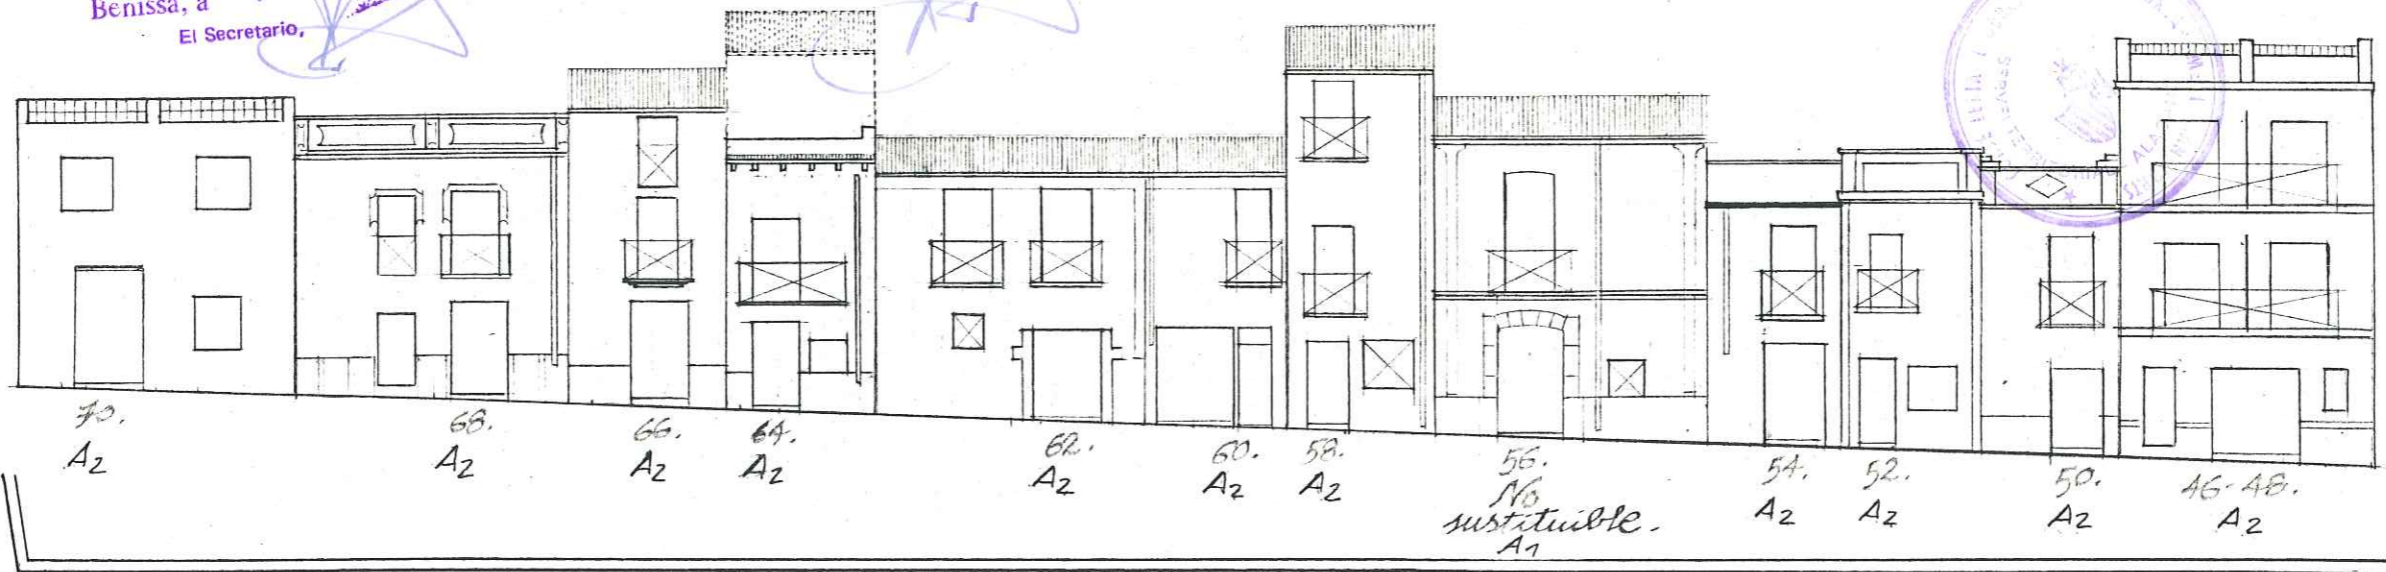 Benissa, a
El Secretario,
70.
A2
68.
A2
66.
A2
64.
A2
62.
A2
60.
A2
58.
A2
56.
No
sustituible.
A1
54.
A2
52.
A2
50.
A2
46-48.
A2